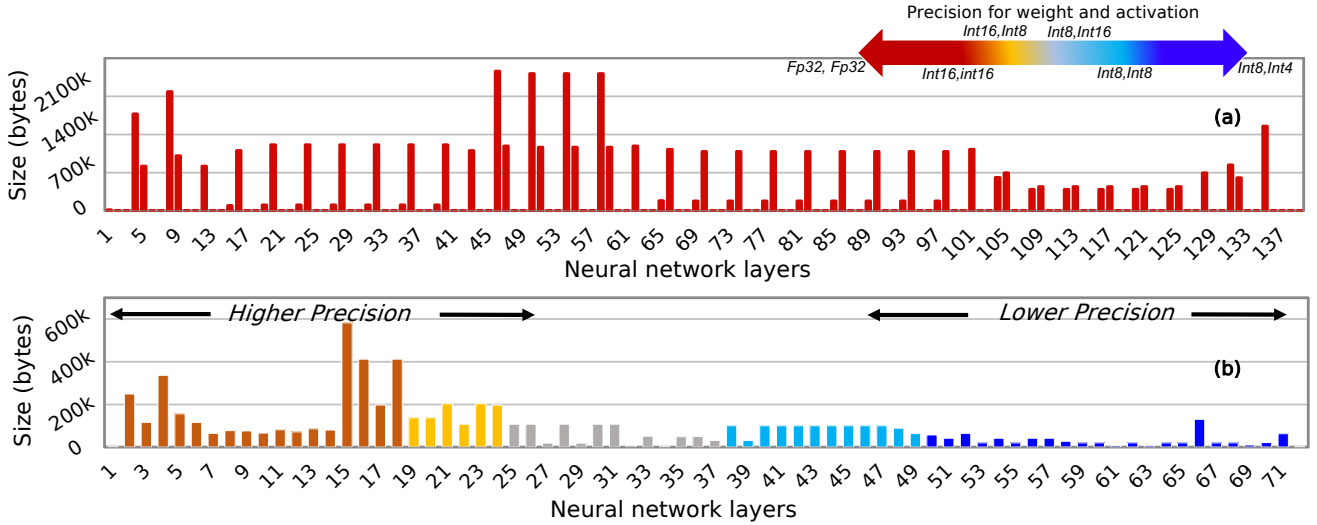 Precision for weight and activation
Int16,Int8 Int8,Int16
Fp32, Fp32 Int16,int16 Int8,Int8 Int8,Int4
Size (bytes)
2100k
1400k
700k
0
(a)
1 5 9 13 17 21 25 29 33 37 41 45 49 53 57 61 65 69 73 77 81 85 89 93 97 101 105 109 113 117 121 125 129 133 137
Neural network layers
Higher Precision Lower Precision
Size (bytes)
600k
400k
200k
0
(b)
1 3 5 7 9 11 13 15 17 19 21 23 25 27 29 31 33 35 37 39 41 43 45 47 49 51 53 55 57 59 61 63 65 67 69 71
Neural network layers